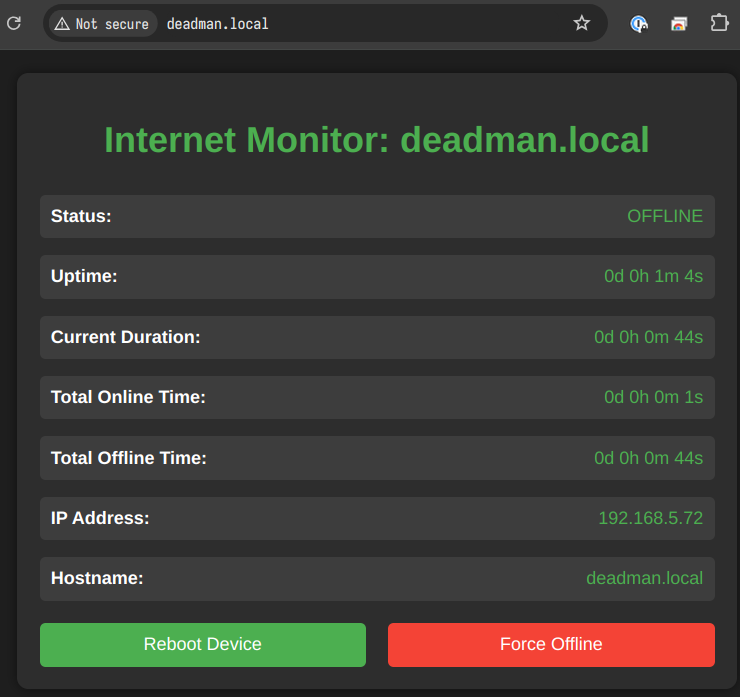 Not secure deadman.local
Internet Monitor: deadman.local
Status: OFFLINE
Uptime: 0d 0h 1m 4s
Current Duration: 0d 0h 0m 44s
Total Online Time: 0d 0h 0m 1s
Total Offline Time: 0d 0h 0m 44s
IP Address: 192.168.5.72
Hostname: deadman.local
Reboot Device Force Offline